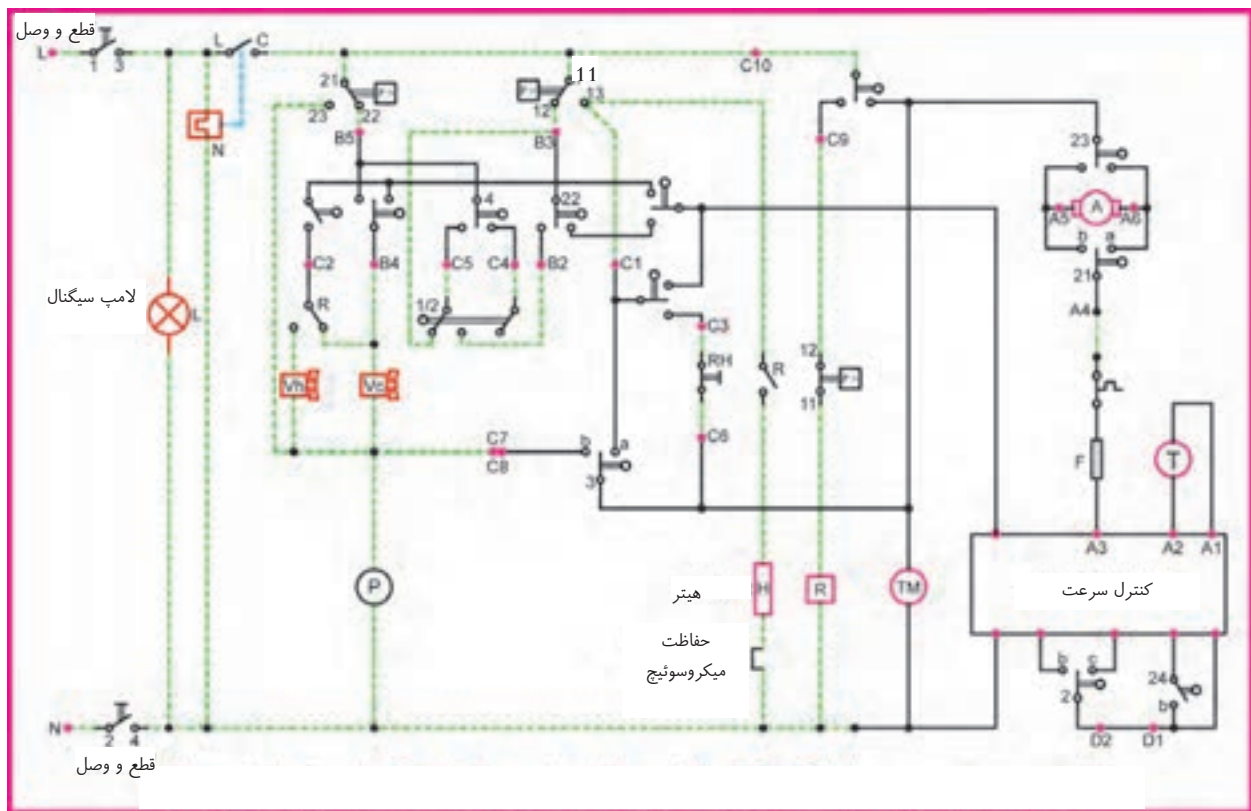 قطع و وصل
L
1 3
L C
21
11
C10
12 13
23 22
N
B5
B3
C9
23
4
22
A5 A A6
b a
C2
B4
C5
C4
B2
C1
21
لامپ سیگنال
L
R
1/2
A4
C3
RH
R
12
11
Vh
Vc
C7
C8
b a
C6
3
F
T
A3 A2 A1
P
هیتر
H
R
TM
کنترل سرعت
حفاظت
میکروسوئیچ
b c
24
2
b
N
2 4
D2 D1
قطع و وصل